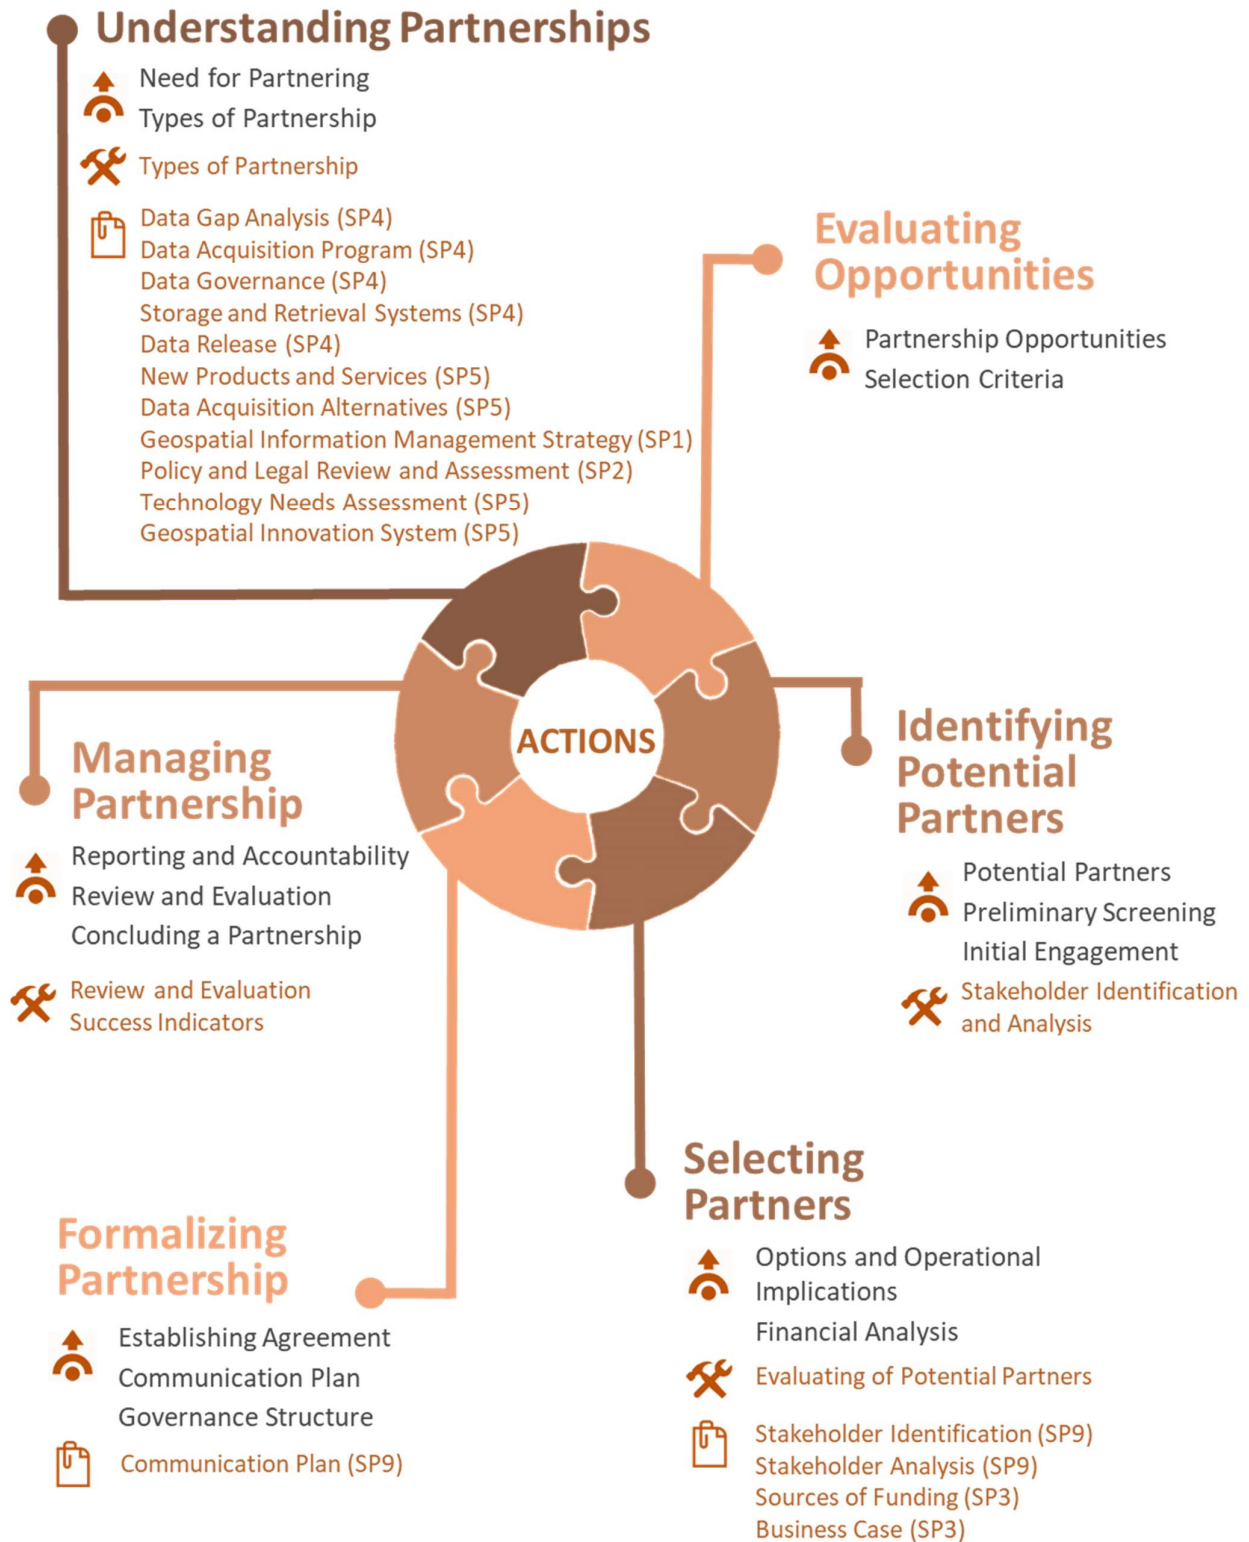 Understanding Partnerships
Need for Partnering
Types of Partnership
Types of Partnership
Data Gap Analysis (SP4)
Data Acquisition Program (SP4)
Data Governance (SP4)
Storage and Retrieval Systems (SP4)
Data Release (SP4)
New Products and Services (SP5)
Data Acquisition Alternatives (SP5)
Geospatial Information Management Strategy (SP1)
Policy and Legal Review and Assessment (SP2)
Technology Needs Assessment (SP5)
Geospatial Innovation System (SP5)
Evaluating
Opportunities
Partnership Opportunities
Selection Criteria
ACTIONS
Identifying
Potential
Partners
Potential Partners
Preliminary Screening
Initial Engagement
Stakeholder Identification
and Analysis
Selecting
Partners
Options and Operational
Implications
Financial Analysis
Evaluating of Potential Partners
Stakeholder Identification (SP9)
Stakeholder Analysis (SP9)
Sources of Funding (SP3)
Business Case (SP3)
Formalizing
Partnership
Establishing Agreement
Communication Plan
Governance Structure
Communication Plan (SP9)
Managing
Partnership
Reporting and Accountability
Review and Evaluation
Concluding a Partnership
Review and Evaluation
Success Indicators